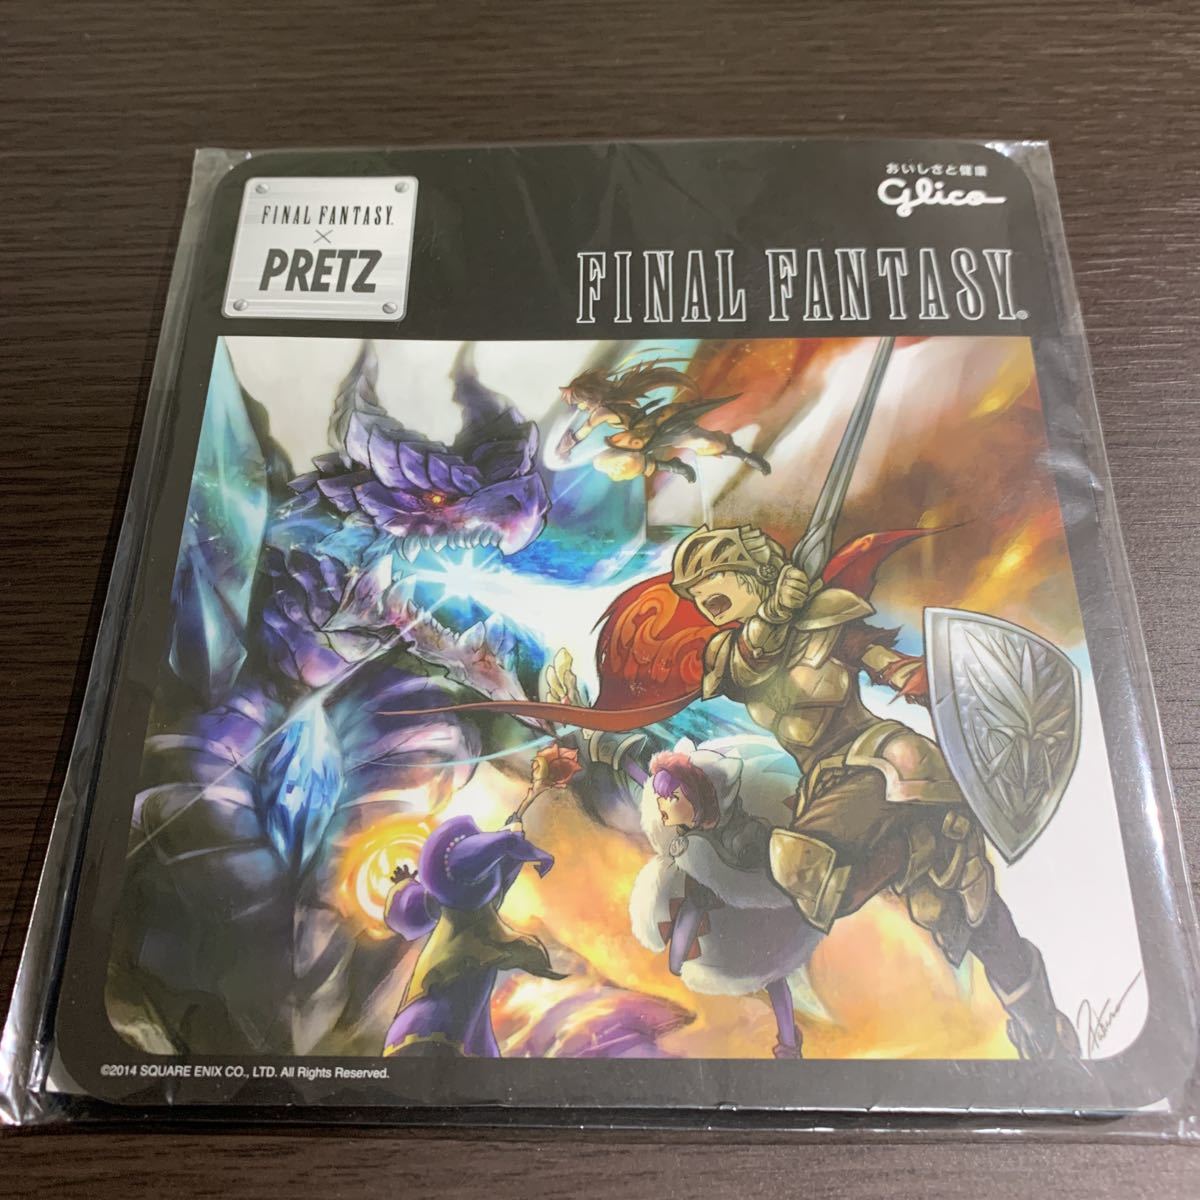 FINAL FANTASY®
×
PRETZ
おいしさと健康
glico
FINAL FANTASY®
©2014 SQUARE ENIX CO., LTD. All Rights Reserved.